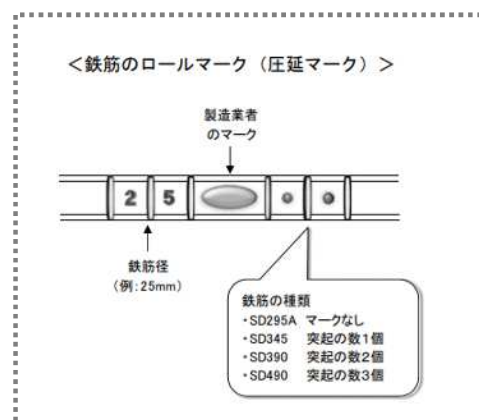 ＜鉄筋のロールマーク（圧延マーク）＞
製造業者
のマーク
2 5
鉄筋径
（例：25mm）
鉄筋の種類
・SD295A マークなし
・SD345 突起の数1個
・SD390 突起の数2個
・SD490 突起の数3個